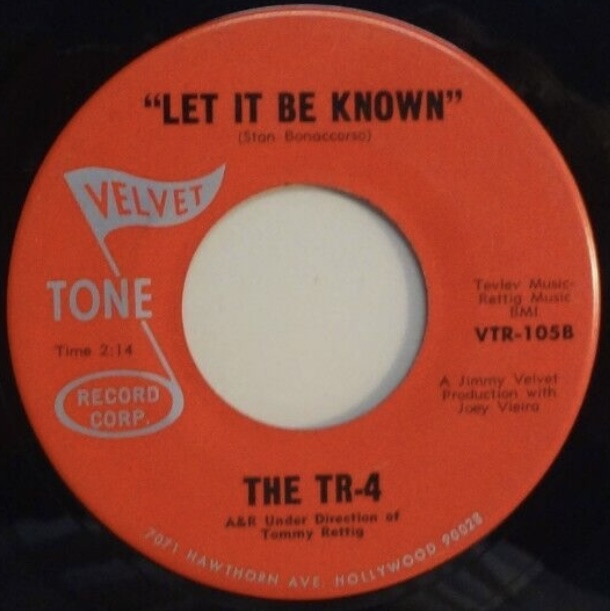 “LET IT BE KNOWN”
(Stan Bonaccorso)
VELVET
TONE
Time 2:14
RECORD
CORP.
Tevlev Music-
Rettig Music
BMI
VTR-105B
A Jimmy Velvet
Production with
Joey Vieira
THE TR-4
A&R Under Direction of
Tommy Rettig
7071 HAWTHORN AVE. HOLLYWOOD 90028